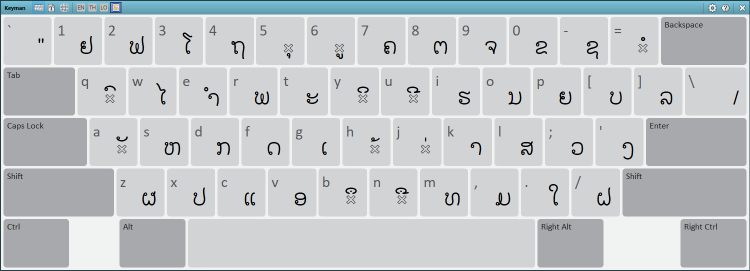 Keyman EN TH LO
` " 1 ຢ 2 ຟ 3 ໂ 4 ຖ 5 ຸ 6 ູ 7 ຄ 8 ຕ 9 ຈ 0 ຂ - ຊ = ໍ Backspace
Tab q ົ w ໄ e ຳ r ພ t ະ y ິ u ີ i ຮ o ນ p ຍ [ ບ ] ລ \ /
Caps Lock a ັ s ຫ d ກ f ດ g ເ h ້ j ່ k າ l ສ ; ວ ' ງ Enter
Shift z ຜ x ປ c ແ v ອ b ຶ n ື m ທ , ມ . ໃ / ຝ Shift
Ctrl Alt Right Alt Right Ctrl